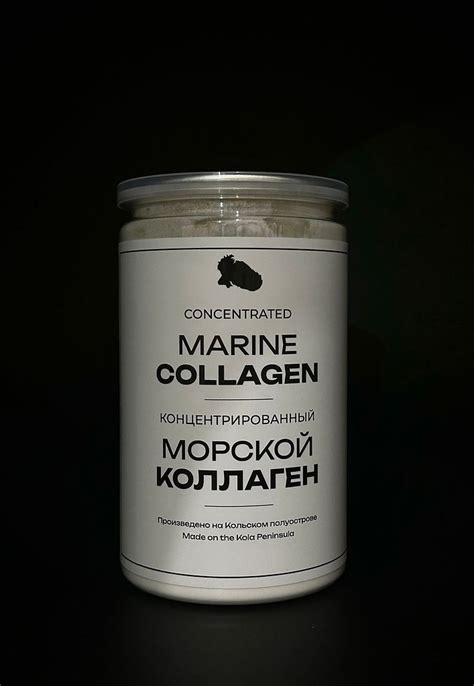 CONCENTRATED
MARINE
COLLAGEN
КОНЦЕНТРИРОВАННЫЙ
МОРСКОЙ
КОЛЛАГЕН
Произведено на Кольском полуострове
Made on the Kola Peninsula